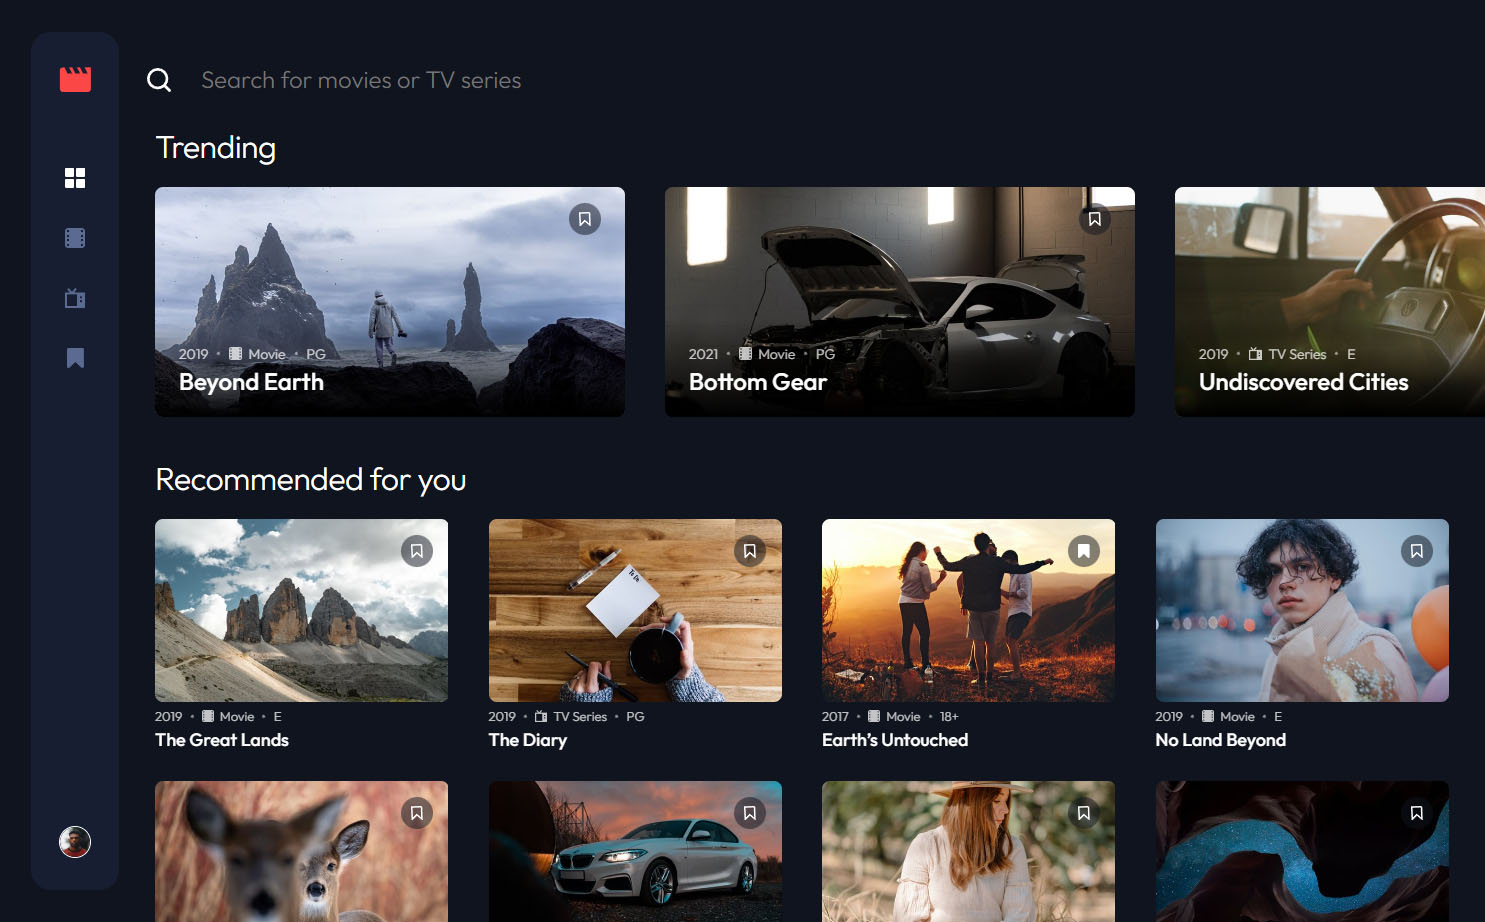 Search for movies or TV series
Trending
2019 • Movie • PG
Beyond Earth
2021 • Movie • PG
Bottom Gear
2019 • TV Series • E
Undiscovered Cities
Recommended for you
To Do
2019 • Movie • E
The Great Lands
2019 • TV Series • PG
The Diary
2017 • Movie • 18+
Earth’s Untouched
2019 • Movie • E
No Land Beyond